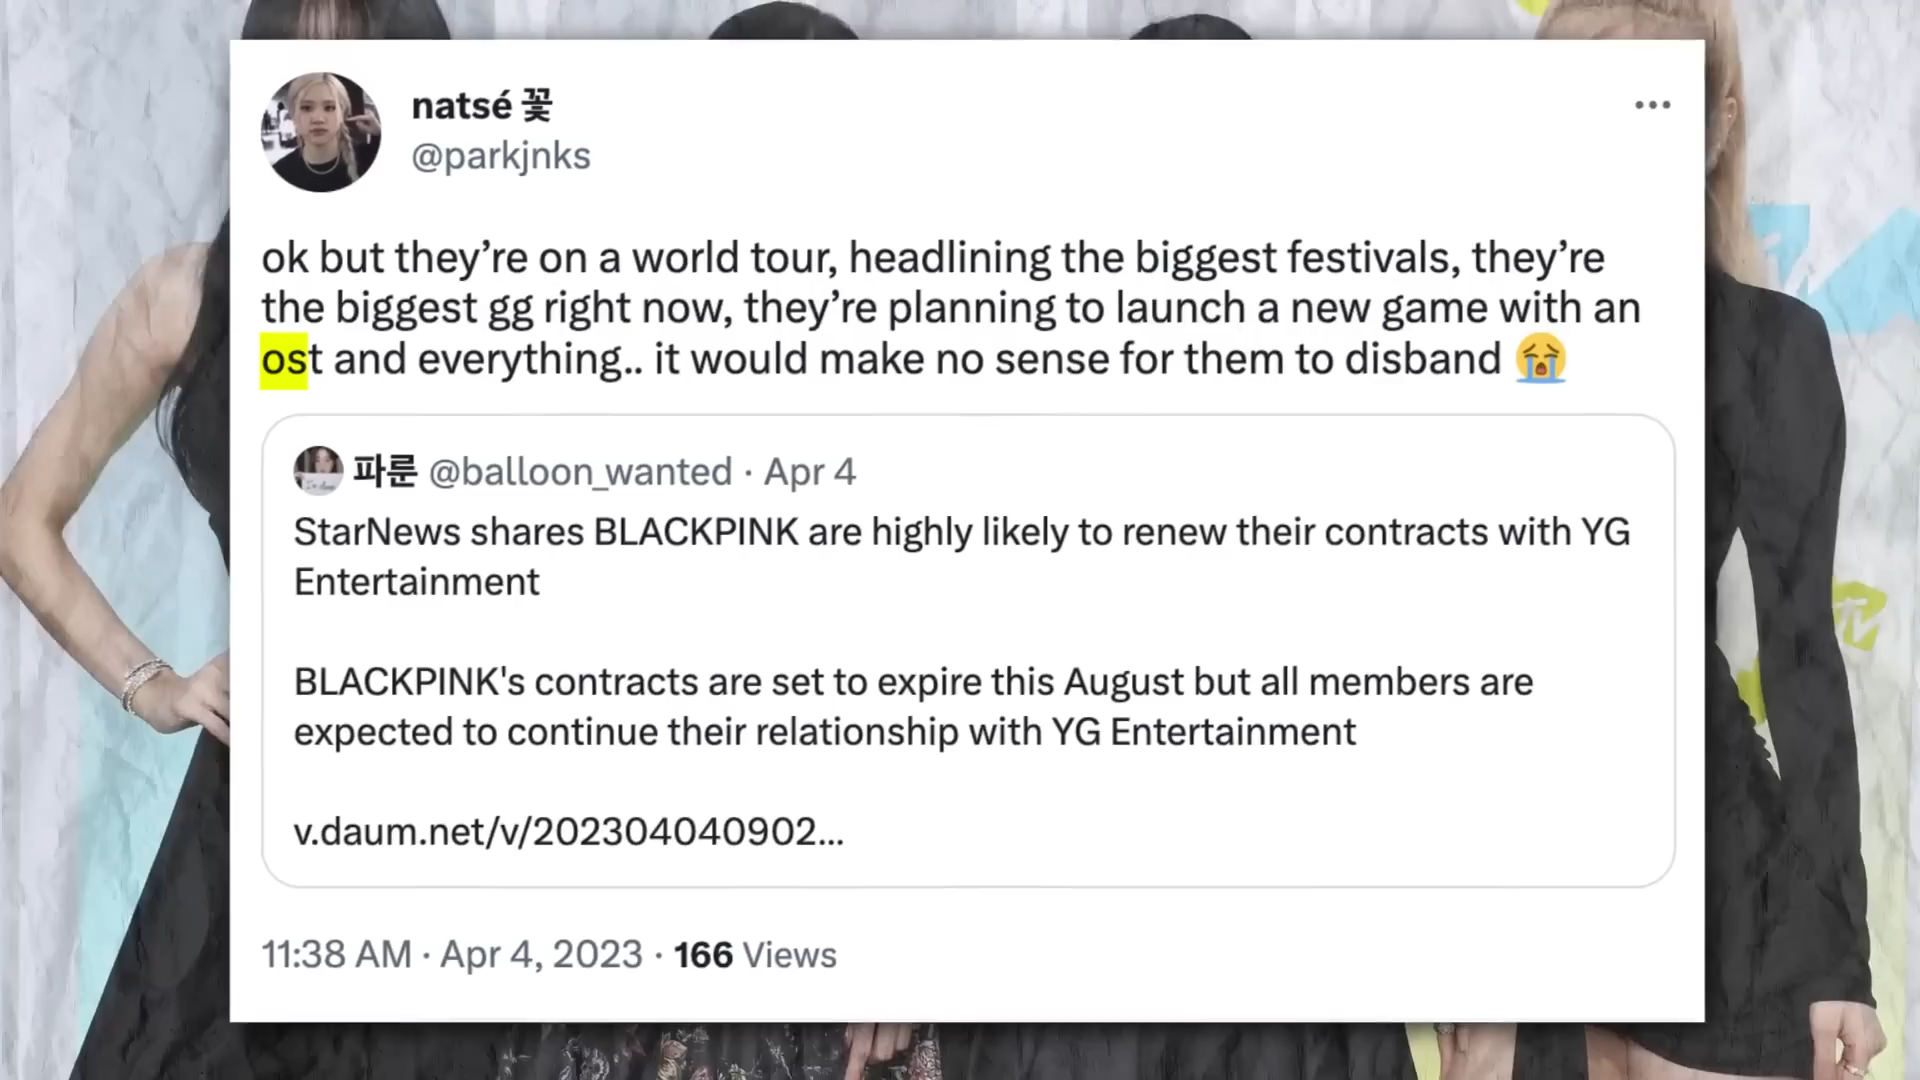 natsé 꽃
@parkjnks
ok but they’re on a world tour, headlining the biggest festivals, they’re
the biggest gg right now, they’re planning to launch a new game with an
ost and everything.. it would make no sense for them to disband 😭
파룬 @balloon_wanted · Apr 4
StarNews shares BLACKPINK are highly likely to renew their contracts with YG
Entertainment
BLACKPINK's contracts are set to expire this August but all members are
expected to continue their relationship with YG Entertainment
v.daum.net/v/202304040902...
11:38 AM · Apr 4, 2023 · 166 Views